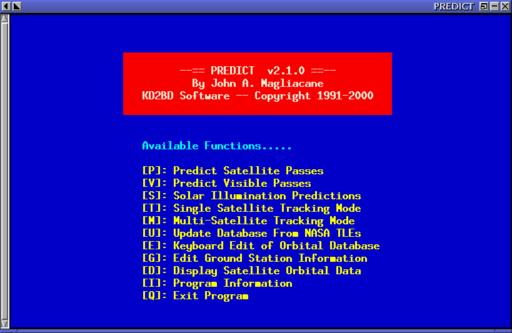 PREDICT
--== PREDICT v2.1.0 ==--
By John A. Magliacane
KD2BD Software -- Copyright 1991-2000
Available Functions.....
[P]: Predict Satellite Passes
[V]: Predict Visible Passes
[S]: Solar Illumination Predictions
[T]: Single Satellite Tracking Mode
[M]: Multi-Satellite Tracking Mode
[U]: Update Database From NASA TLEs
[E]: Keyboard Edit of Orbital Database
[G]: Edit Ground Station Information
[D]: Display Satellite Orbital Data
[I]: Program Information
[Q]: Exit Program